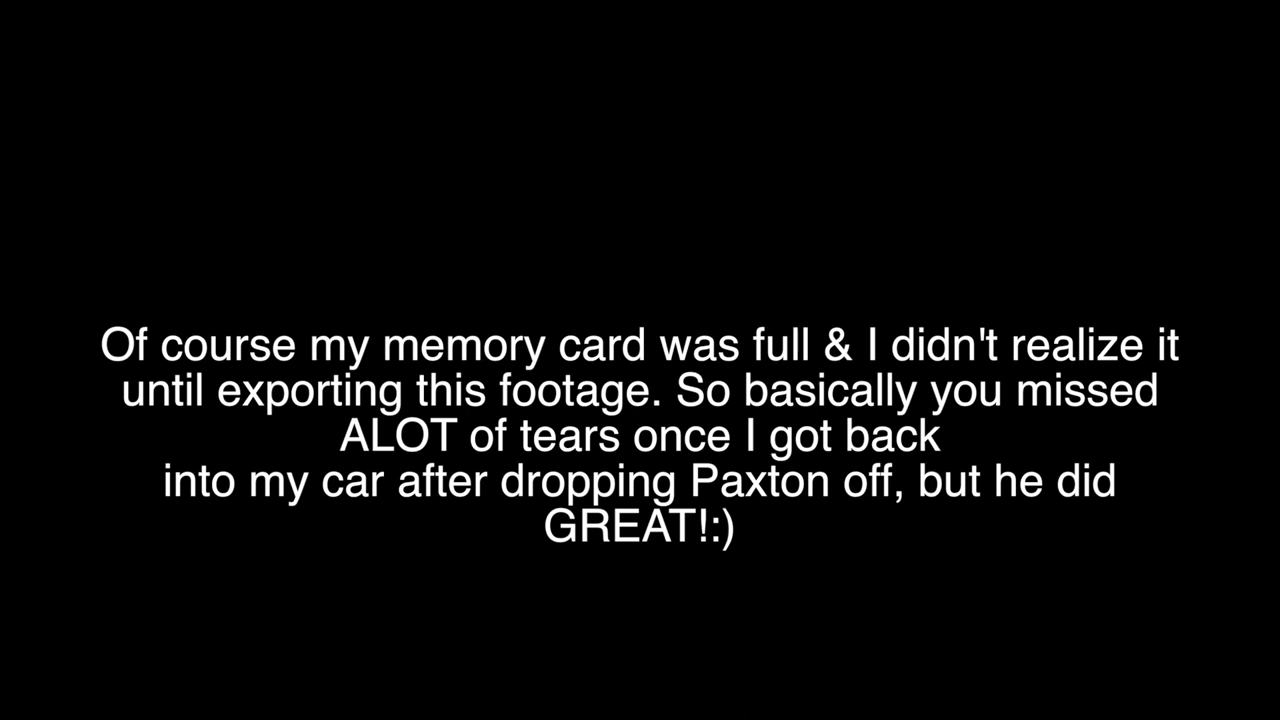 Of course my memory card was full & I didn't realize it
until exporting this footage. So basically you missed
ALOT of tears once I got back
into my car after dropping Paxton off, but he did
GREAT!:)